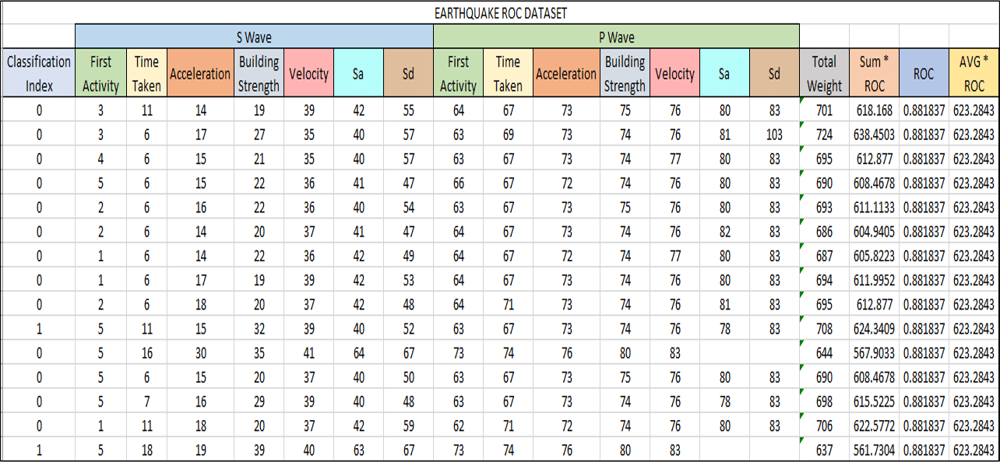 EARTHQUAKE ROC DATASET
S Wave P Wave
Classification Index First Activity Time Taken Acceleration Building Strength Velocity Sa Sd First Activity Time Taken Acceleration Building Strength Velocity Sa Sd Total Weight Sum * ROC ROC AVG * ROC
0 3 11 14 19 39 42 55 64 67 73 75 76 80 83 701 618.168 0.881837 623.2843
0 3 6 17 27 35 40 57 63 69 73 74 76 81 103 724 638.4503 0.881837 623.2843
0 4 6 15 21 35 40 57 63 67 73 74 77 80 83 695 612.877 0.881837 623.2843
0 5 6 15 22 36 41 47 66 67 72 74 76 80 83 690 608.4678 0.881837 623.2843
0 2 6 16 22 36 40 54 63 67 73 75 76 80 83 693 611.1133 0.881837 623.2843
0 2 6 14 20 37 41 47 64 67 73 74 76 82 83 686 604.9405 0.881837 623.2843
0 1 6 14 22 36 42 49 64 67 72 74 77 80 83 687 605.8223 0.881837 623.2843
0 1 6 17 19 39 42 53 64 67 73 74 76 80 83 694 611.9952 0.881837 623.2843
0 2 6 18 20 37 42 48 64 71 73 74 76 81 83 695 612.877 0.881837 623.2843
1 5 11 15 32 39 40 52 63 67 73 74 76 78 83 708 624.3409 0.881837 623.2843
0 5 16 30 35 41 64 67 73 74 76 80 83 644 567.9033 0.881837 623.2843
0 5 6 15 20 37 40 50 63 67 73 75 76 80 83 690 608.4678 0.881837 623.2843
0 5 7 16 29 39 40 48 63 67 73 74 76 78 83 698 615.5225 0.881837 623.2843
0 1 11 18 20 37 42 59 62 71 72 74 76 80 83 706 622.5772 0.881837 623.2843
1 5 18 19 39 40 63 67 73 74 76 80 83 637 561.7304 0.881837 623.2843